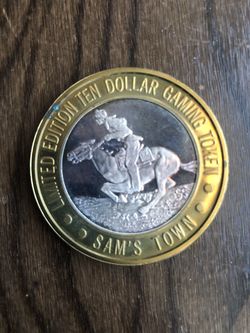 LIMITED EDITION TEN DOLLAR GAMING TOKEN
SAM'S TOWN